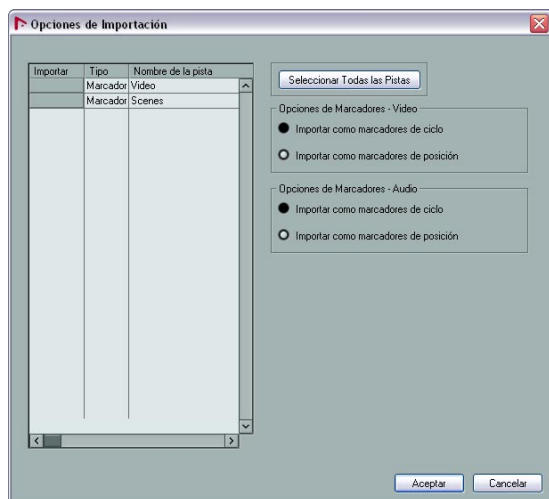 Opciones de Importación
Importar Tipo Nombre de la pista
Marcador Video
Marcador Scenes
Seleccionar Todas las Pistas
Opciones de Marcadores - Video
Importar como marcadores de ciclo
Importar como marcadores de posición
Opciones de Marcadores - Audio
Importar como marcadores de ciclo
Importar como marcadores de posición
Aceptar Cancelar